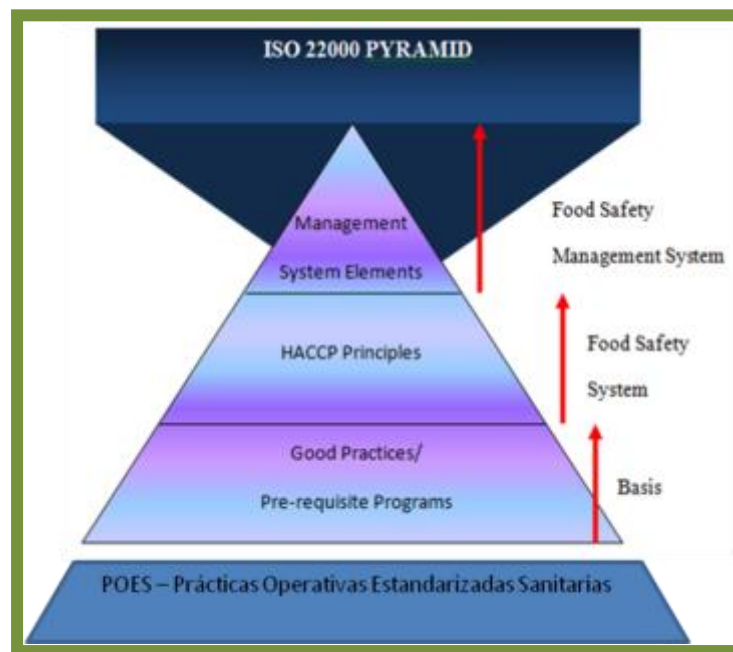 ISO 22000 PYRAMID
Management
System Elements
Food Safety
Management System
HACCP Principles
Food Safety
System
Good Practices/
Pre-requisite Programs
Basis
POES – Prácticas Operativas Estandarizadas Sanitarias